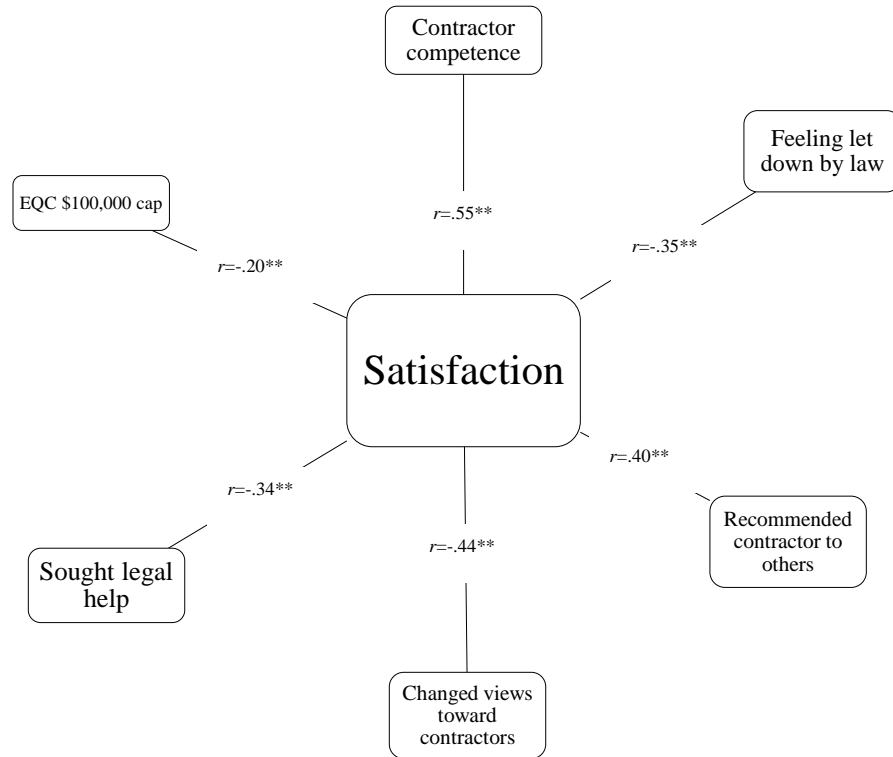 Contractor
competence
Feeling let
down by law
EQC $100,000 cap
r=.55**
r=-.35**
r=-.20**
Satisfaction
r=.40**
r=-.34**
Recommended
contractor to
others
r=-.44**
Sought legal
help
Changed views
toward
contractors